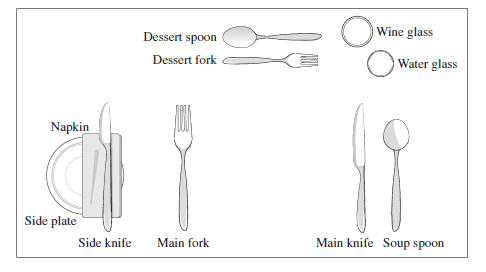 Dessert spoon
Wine glass
Dessert fork
Water glass
Napkin
Side plate
Side knife
Main fork
Main knife
Soup spoon